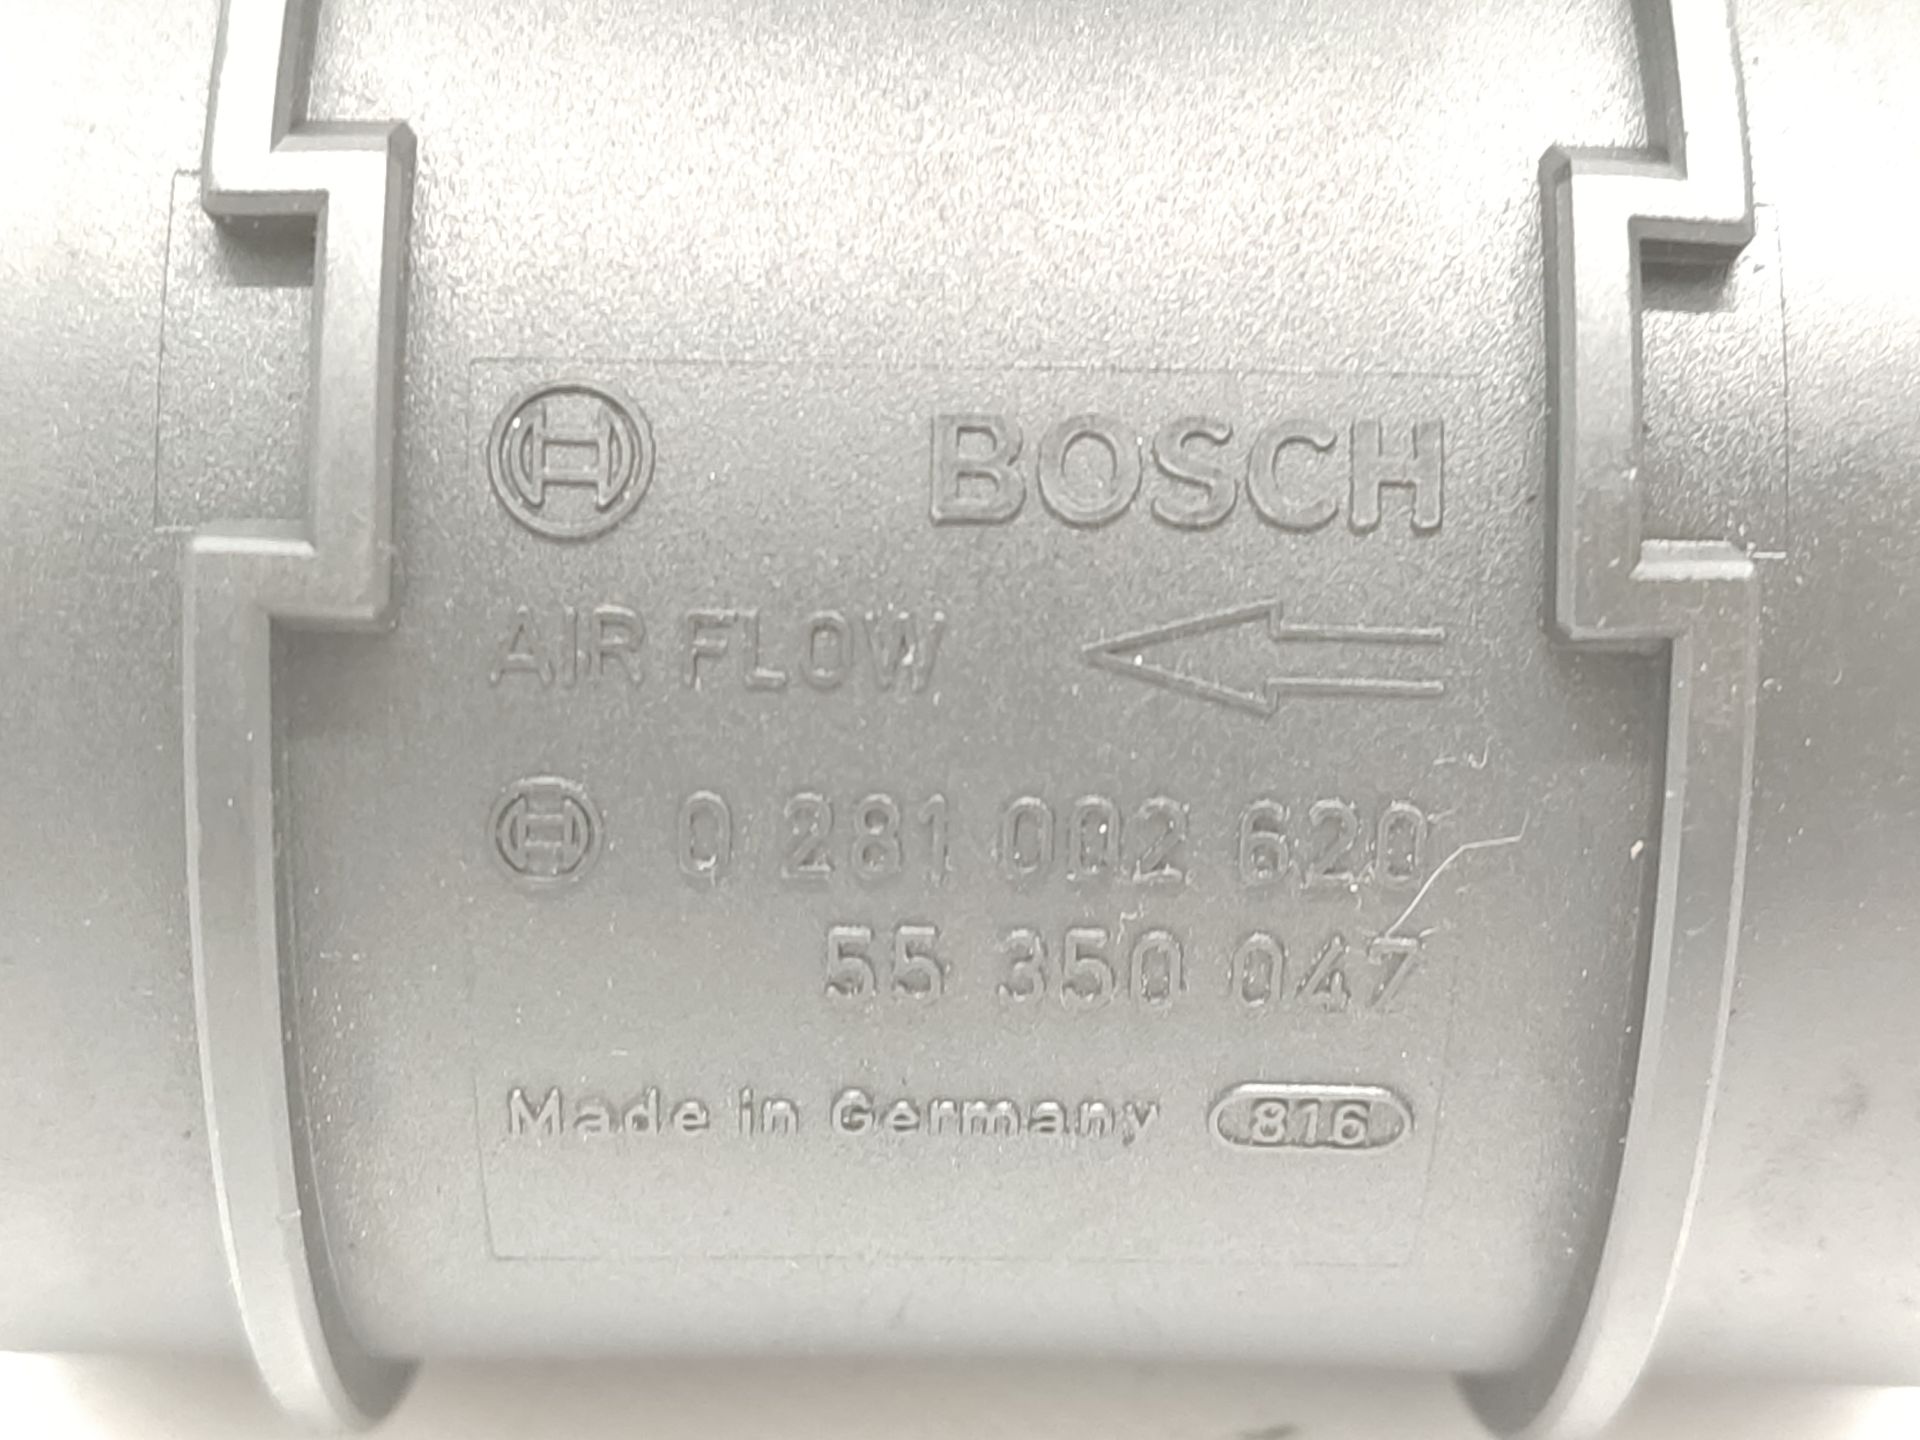 BOSCH
AIR FLOW
0 281 002 620
55 350 047
Made in Germany 816